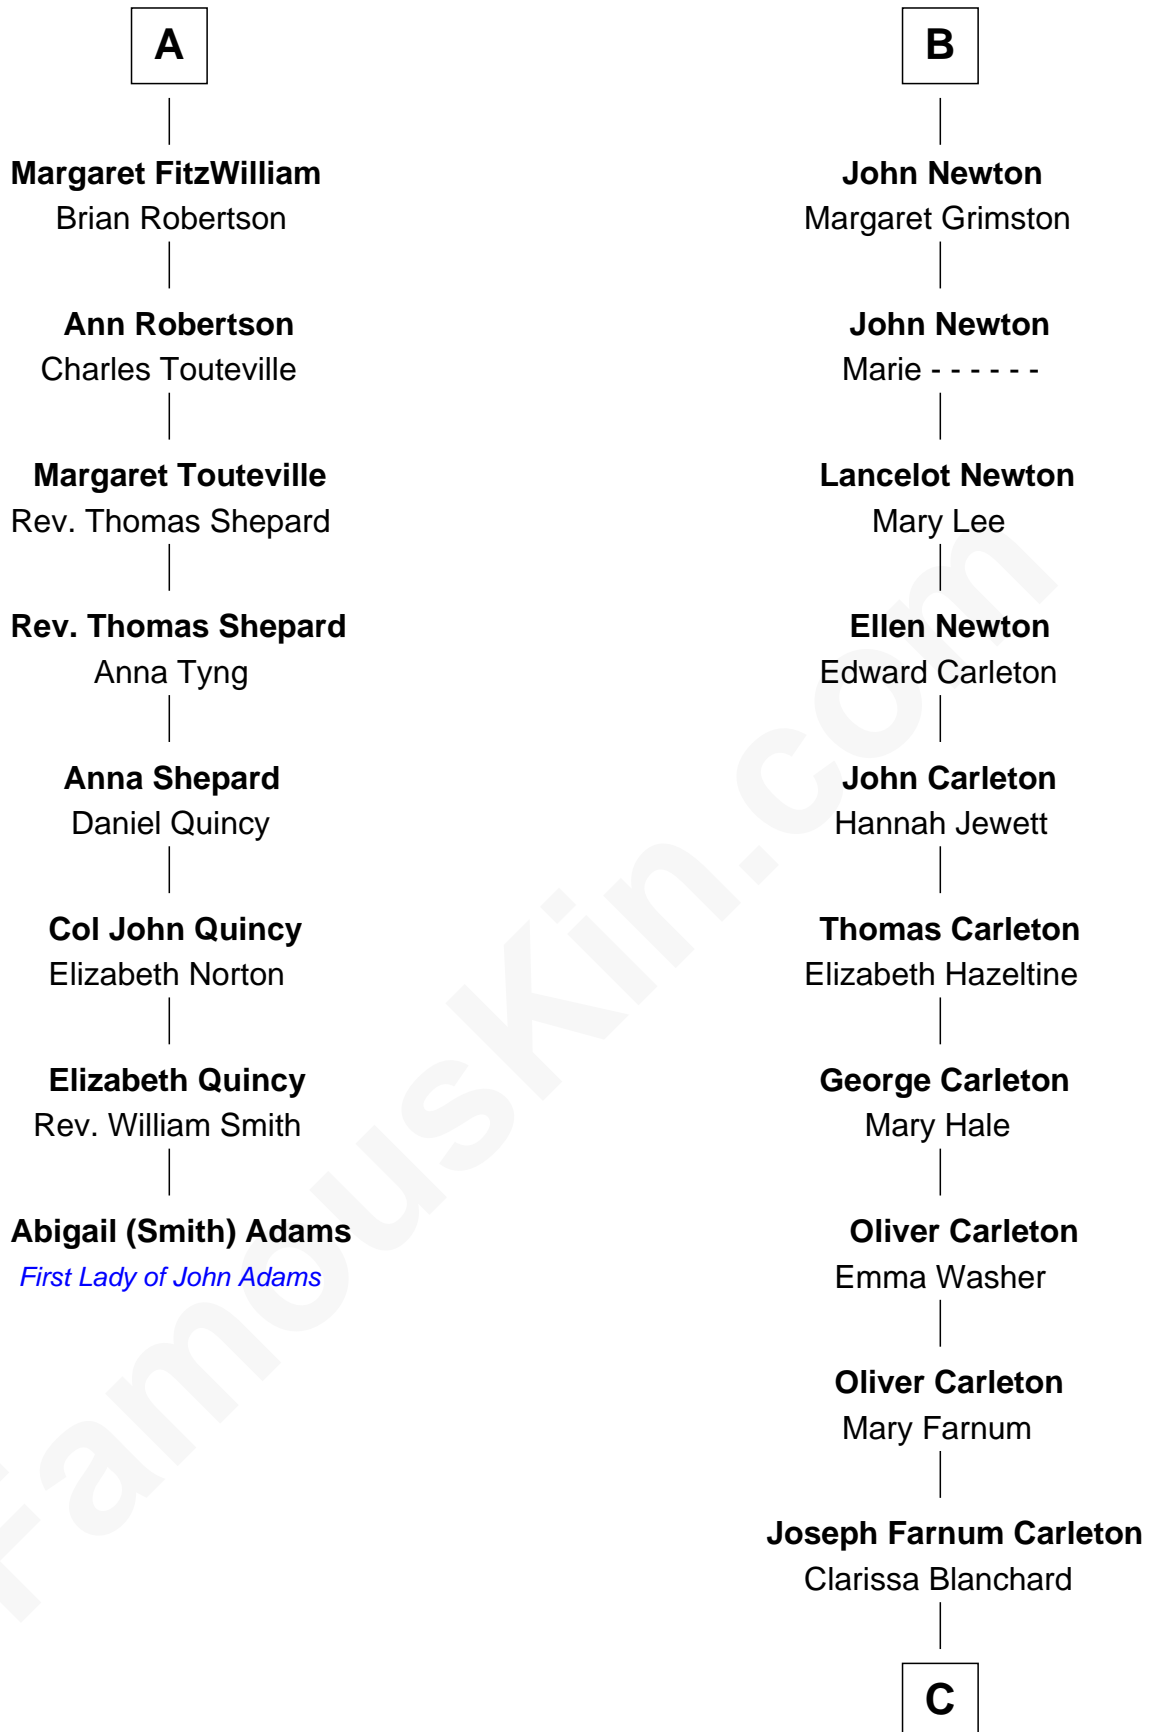 A
Margaret FitzWilliam
Brian Robertson
Ann Robertson
Charles Touteville
Margaret Touteville
Rev. Thomas Shepard
Rev. Thomas Shepard
Anna Tyng
Anna Shepard
Daniel Quincy
Col John Quincy
Elizabeth Norton
Elizabeth Quincy
Rev. William Smith
Abigail (Smith) Adams
First Lady of John Adams
B
John Newton
Margaret Grimston
John Newton
Marie - - - - - -
Lancelot Newton
Mary Lee
Ellen Newton
Edward Carleton
John Carleton
Hannah Jewett
Thomas Carleton
Elizabeth Hazeltine
George Carleton
Mary Hale
Oliver Carleton
Emma Washer
Oliver Carleton
Mary Farnum
Joseph Farnum Carleton
Clarissa Blanchard
C
FamousKin.com